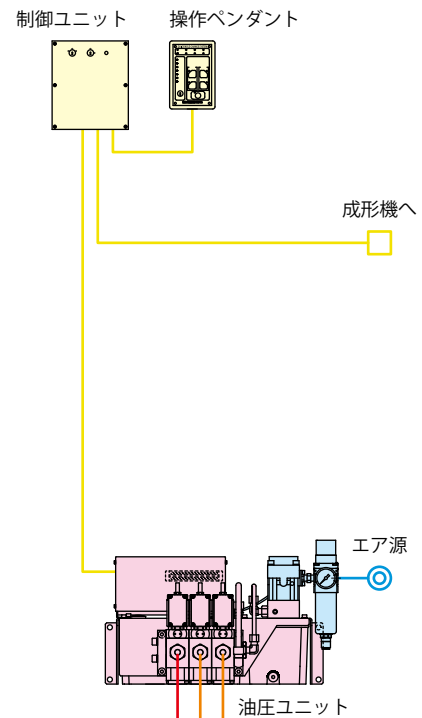 制御ユニット
操作ペンダント
成形機へ
エア源
油圧ユニット